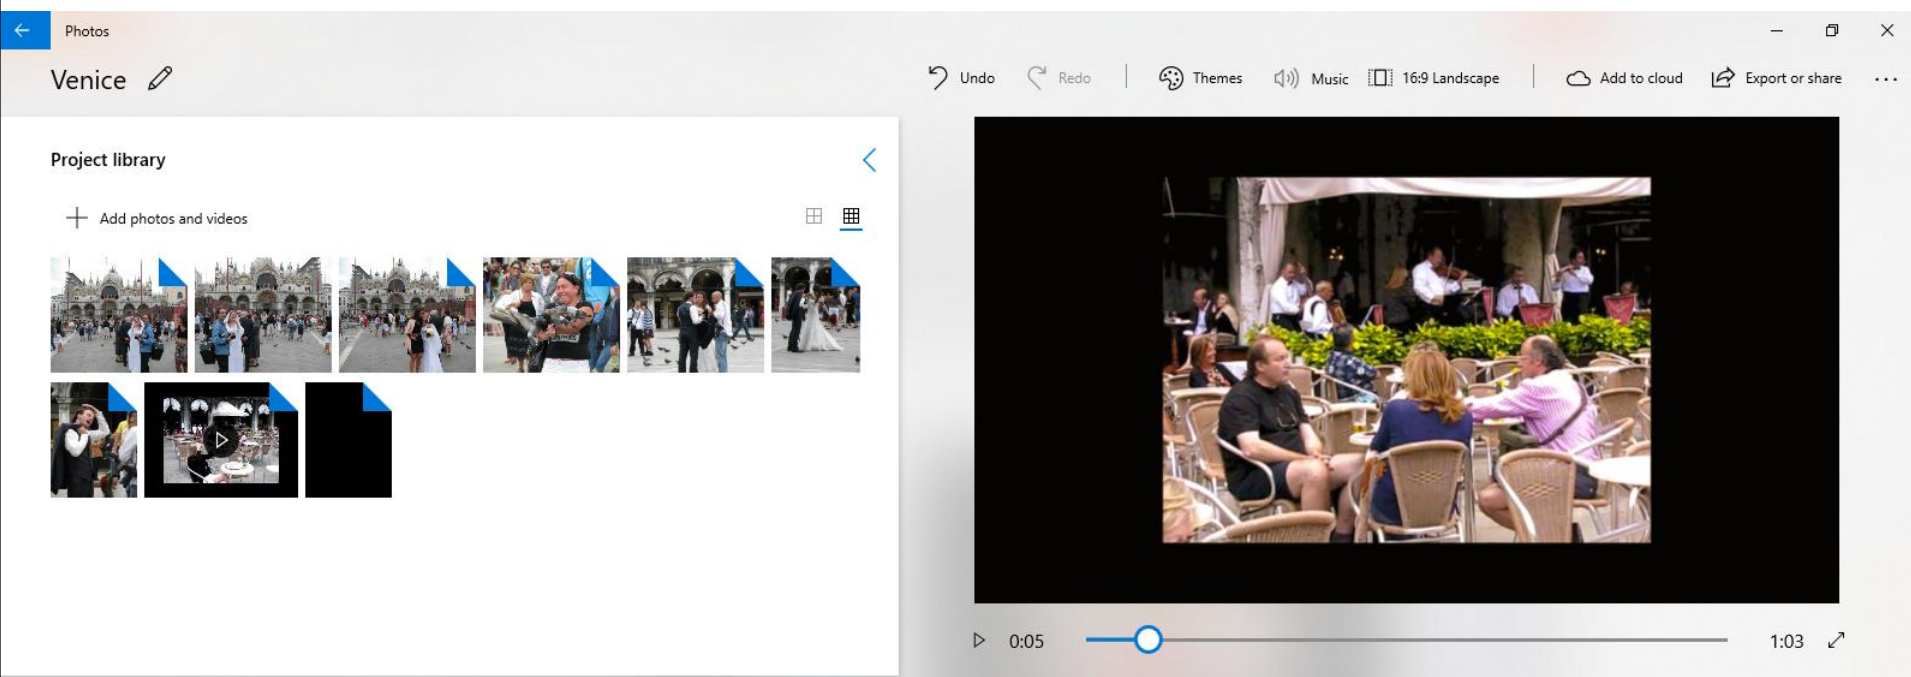 Photos
Venice
Undo
Redo
Themes
Music
16:9 Landscape
Add to cloud
Export or share
Project library
Add photos and videos
0:05
1:03